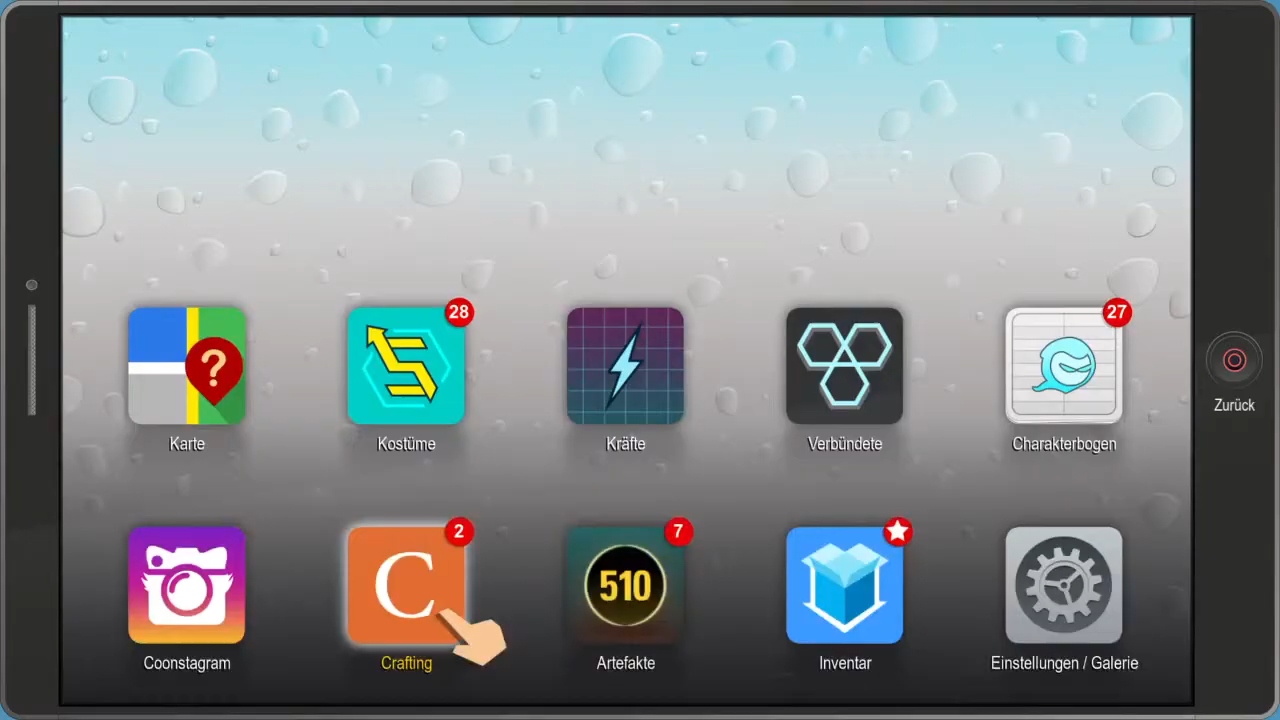 28
27
?
Karte
Kostüme
Kräfte
Verbündete
Charakterbogen
Zurück
2
7
C
510
Coonstagram
Crafting
Artefakte
Inventar
Einstellungen / Galerie